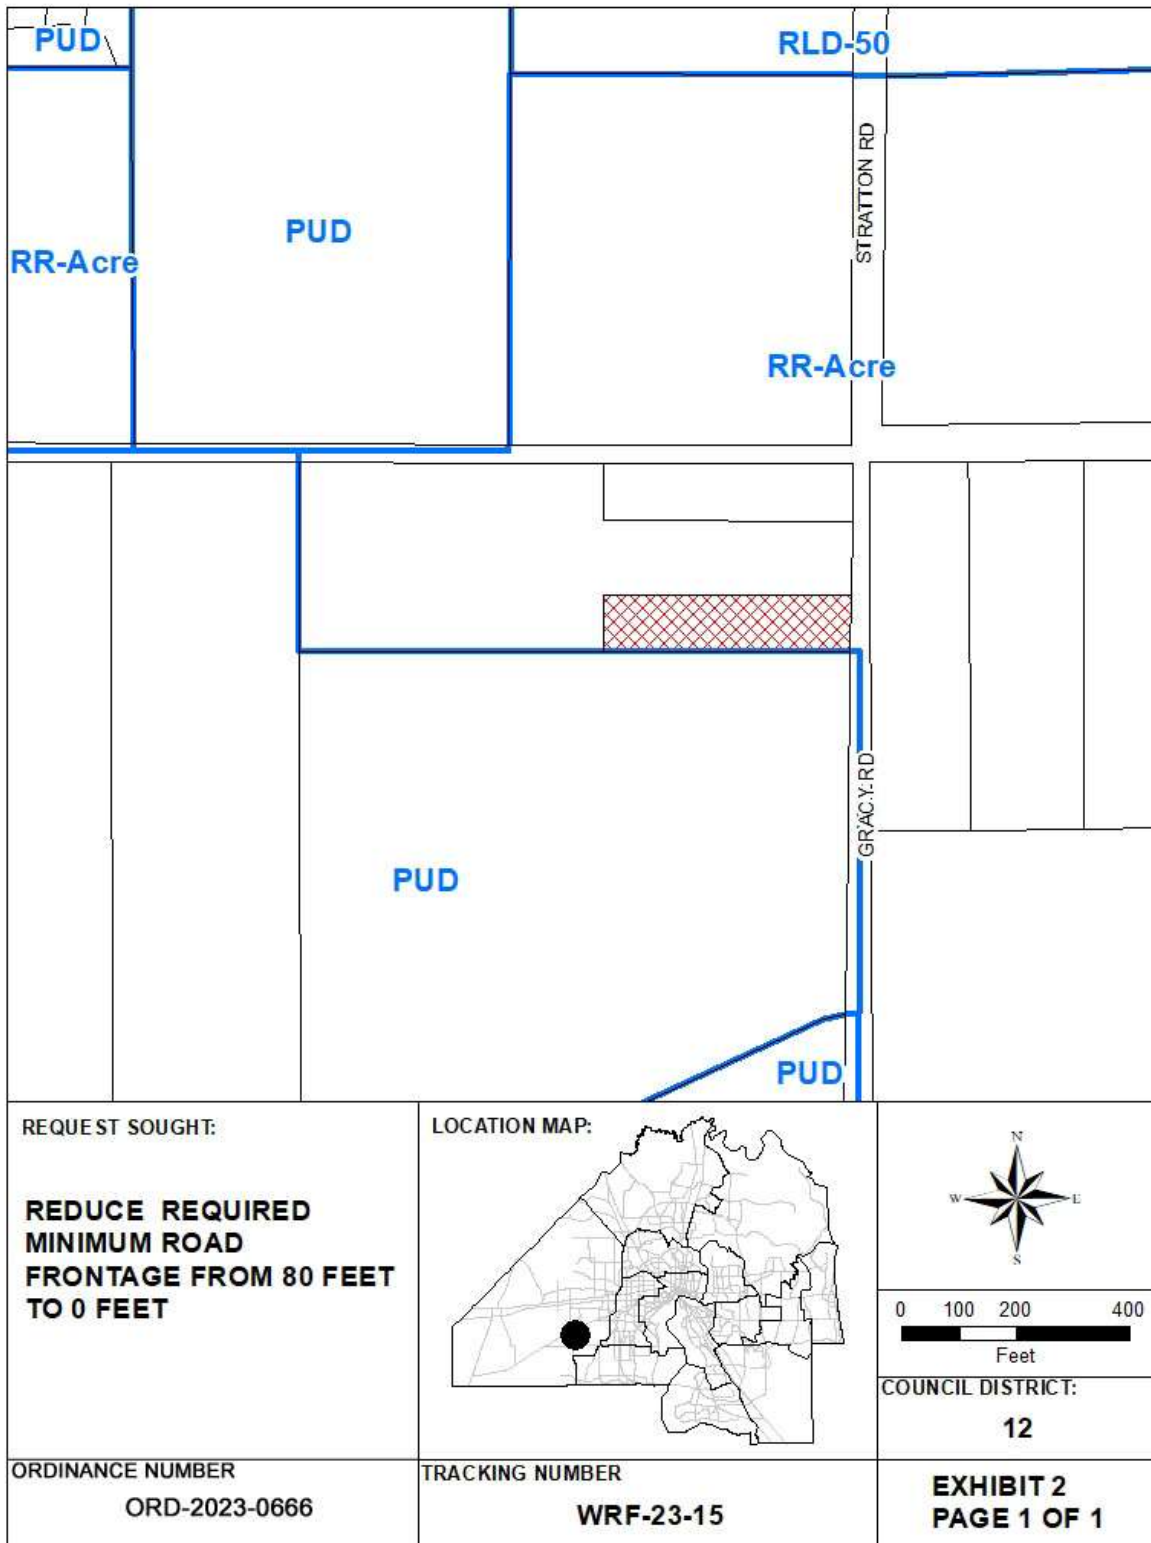 PUD
RLD-50
STRATTON RD
PUD
RR-Acre
RR-Acre
GRACY RD
PUD
PUD
REQUEST SOUGHT:
REDUCE REQUIRED
MINIMUM ROAD
FRONTAGE FROM 80 FEET
TO 0 FEET
LOCATION MAP:
N
W
E
S
0 100 200 400
Feet
COUNCIL DISTRICT:
12
ORDINANCE NUMBER
ORD-2023-0666
TRACKING NUMBER
WRF-23-15
EXHIBIT 2
PAGE 1 OF 1